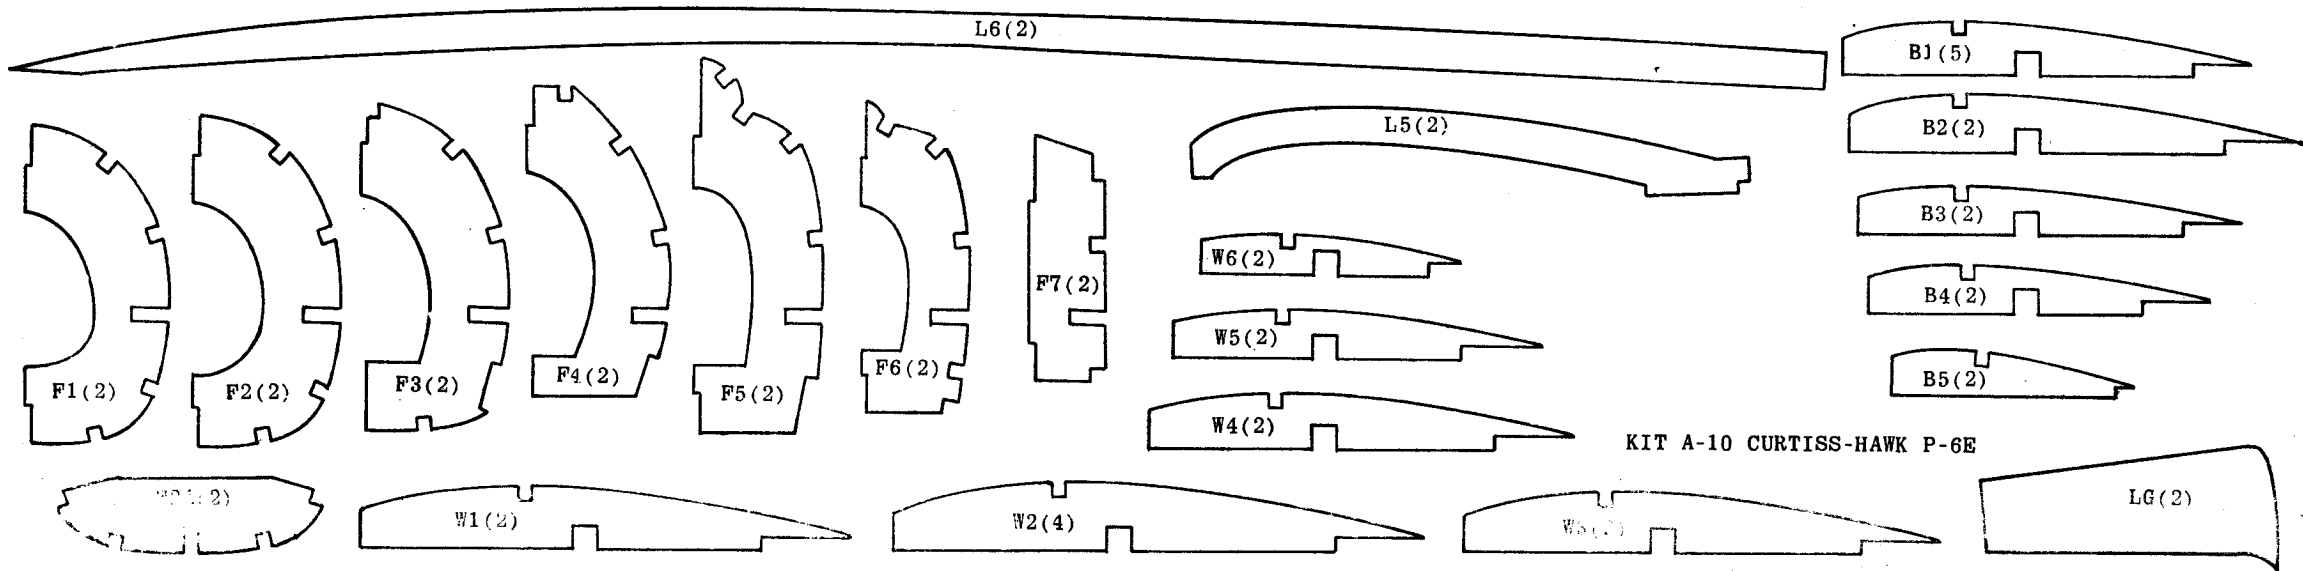 L6(2)
B1(5)
B2(2)
L5(2)
B3(2)
W6(2)
F7(2)
B4(2)
W5(2)
F6(2)
F4(2)
F3(2)
F5(2)
F1(2)
F2(2)
B5(2)
W4(2)
KIT A-10 CURTISS-HAWK P-6E
LG(2)
W1(2)
W2(4)